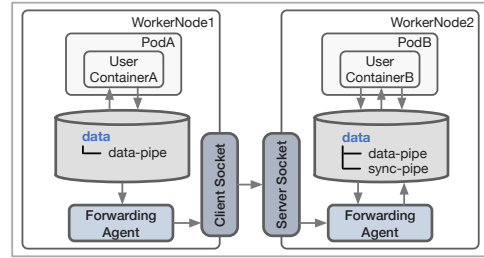 WorkerNode1
PodA
User
ContainerA
data
data-pipe
Forwarding
Agent
Client Socket
Server Socket
WorkerNode2
PodB
User
ContainerB
data
data-pipe
sync-pipe
Forwarding
Agent